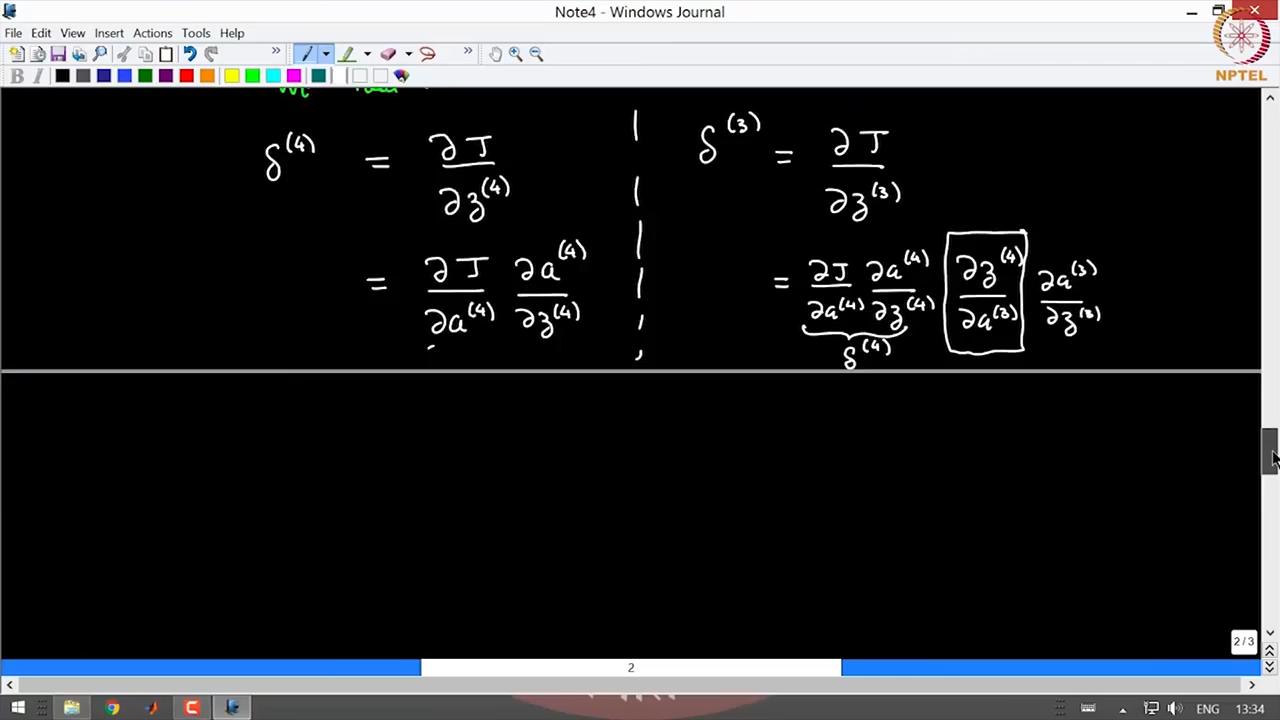 Note4 - Windows Journal
File Edit View Insert Actions Tools Help
NPTEL
δ^(4) = ∂J / ∂z^(4)
= ∂J / ∂a^(4) ∂a^(4) / ∂z^(4)
δ^(3) = ∂J / ∂z^(3)
= ∂J / ∂a^(4) ∂a^(4) / ∂z^(4) ∂z^(4) / ∂a^(3) ∂a^(3) / ∂z^(3)
δ^(4)
2 / 3
2
ENG 13:34